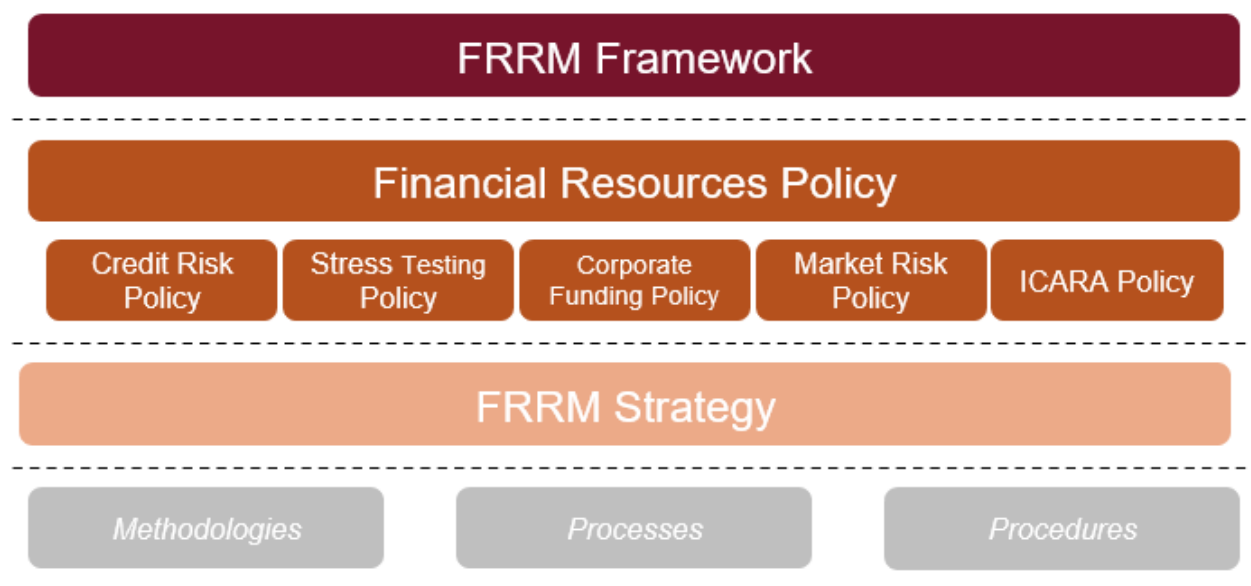 FRRM Framework
Financial Resources Policy
Credit Risk
Policy
Stress Testing
Policy
Corporate
Funding Policy
Market Risk
Policy
ICARA Policy
FRRM Strategy
Methodologies
Processes
Procedures